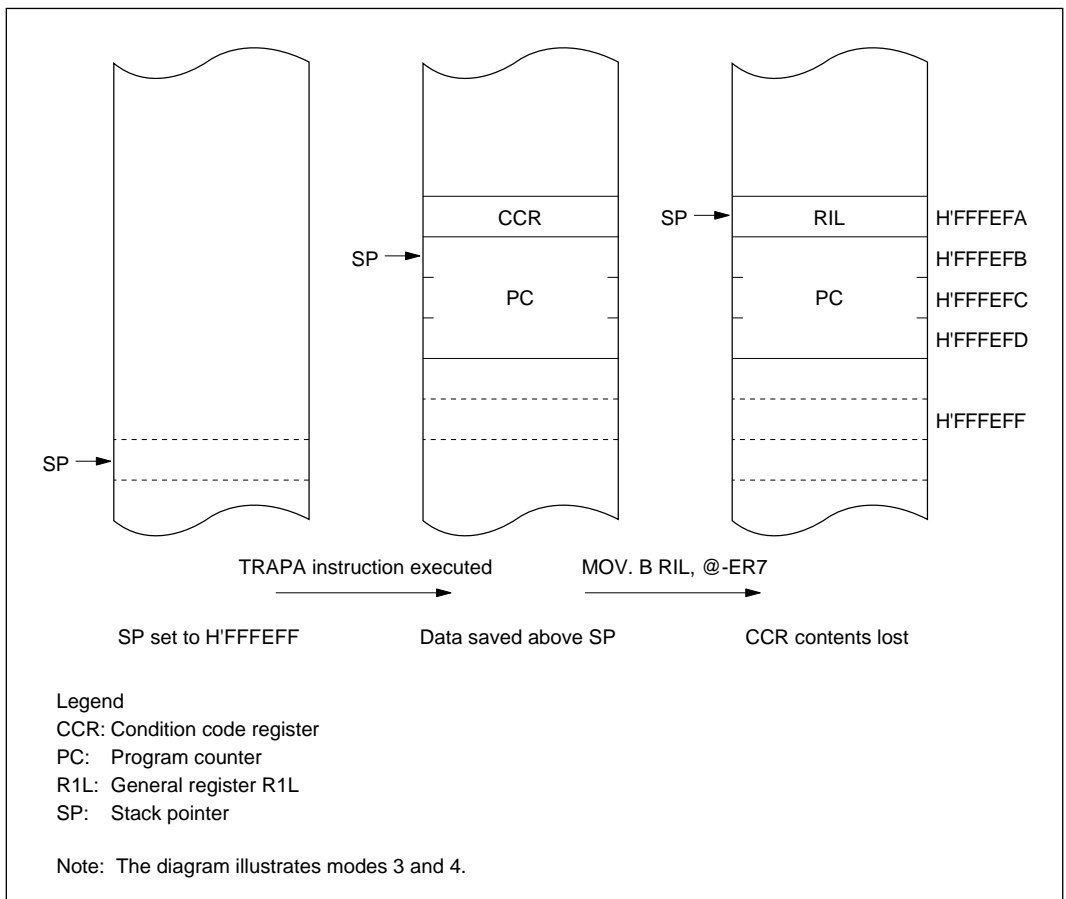 CCR
SP
RIL
H'FFFEFA
SP
H'FFFEFB
PC
PC
H'FFFEFC
H'FFFEFD
H'FFFEFF
SP
TRAPA instruction executed
MOV. B RIL, @-ER7
SP set to H'FFFEFF
Data saved above SP
CCR contents lost
Legend
CCR: Condition code register
PC: Program counter
R1L: General register R1L
SP: Stack pointer
Note: The diagram illustrates modes 3 and 4.